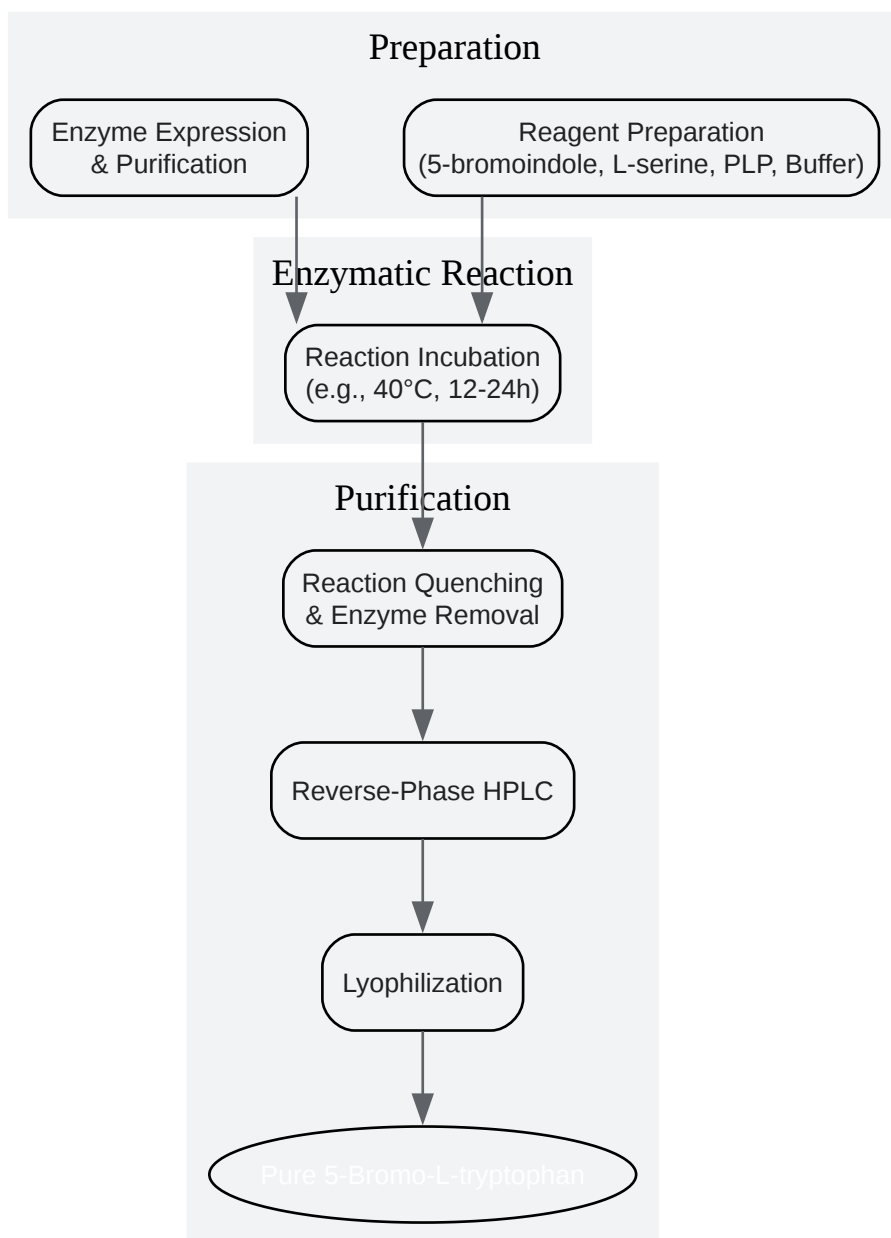 Preparation
Enzyme Expression
& Purification
Reagent Preparation
(5-bromoindole, L-serine, PLP, Buffer)
Enzymatic Reaction
Reaction Incubation
(e.g., 40°C, 12-24h)
Purification
Reaction Quenching
& Enzyme Removal
Reverse-Phase HPLC
Lyophilization
Pure 5-Bromo-L-tryptophan